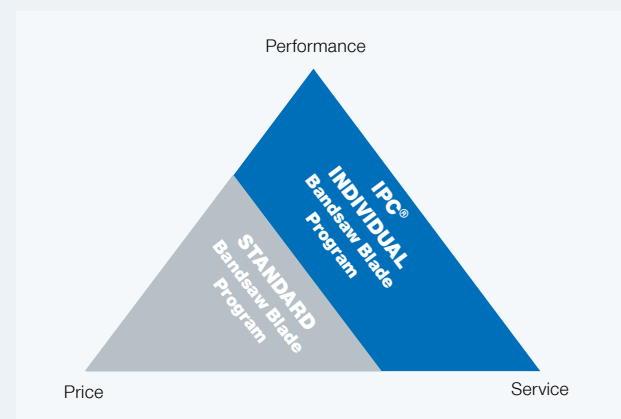 Performance
IPC®
INDIVIDUAL
Bandsaw Blade
Program
STANDARD
Bandsaw Blade
Program
Price
Service